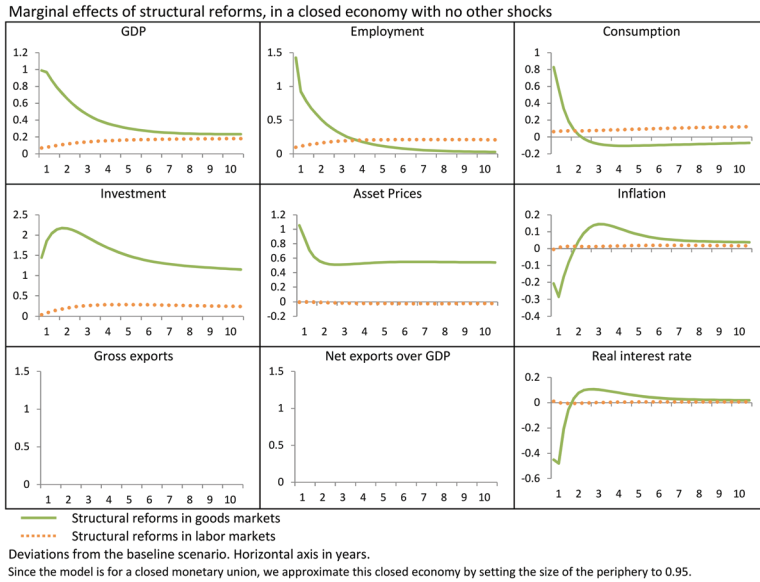 Marginal effects of structural reforms, in a closed economy with no other shocks
GDP
1.2
1
0.8
0.6
0.4
0.2
0
1 2 3 4 5 6 7 8 9 10
Employment
1.5
1
0.5
0
1 2 3 4 5 6 7 8 9 10
Consumption
1
0.8
0.6
0.4
0.2
0
-0.2
1 2 3 4 5 6 7 8 9 10
Investment
2.5
2
1.5
1
0.5
0
1 2 3 4 5 6 7 8 9 10
Asset Prices
1.2
1
0.8
0.6
0.4
0.2
0
-0.2
1 2 3 4 5 6 7 8 9 10
Inflation
0.2
0.1
0
-0.1
-0.2
-0.3
-0.4
1 2 3 4 5 6 7 8 9 10
Gross exports
1.5
1
0.5
0
1 2 3 4 5 6 7 8 9 10
Net exports over GDP
1.5
1
0.5
0
1 2 3 4 5 6 7 8 9 10
Real interest rate
0.2
0
-0.2
-0.4
-0.6
1 2 3 4 5 6 7 8 9 10
Structural reforms in goods markets
Structural reforms in labor markets
Deviations from the baseline scenario. Horizontal axis in years.
Since the model is for a closed monetary union, we approximate this closed economy by setting the size of the periphery to 0.95.